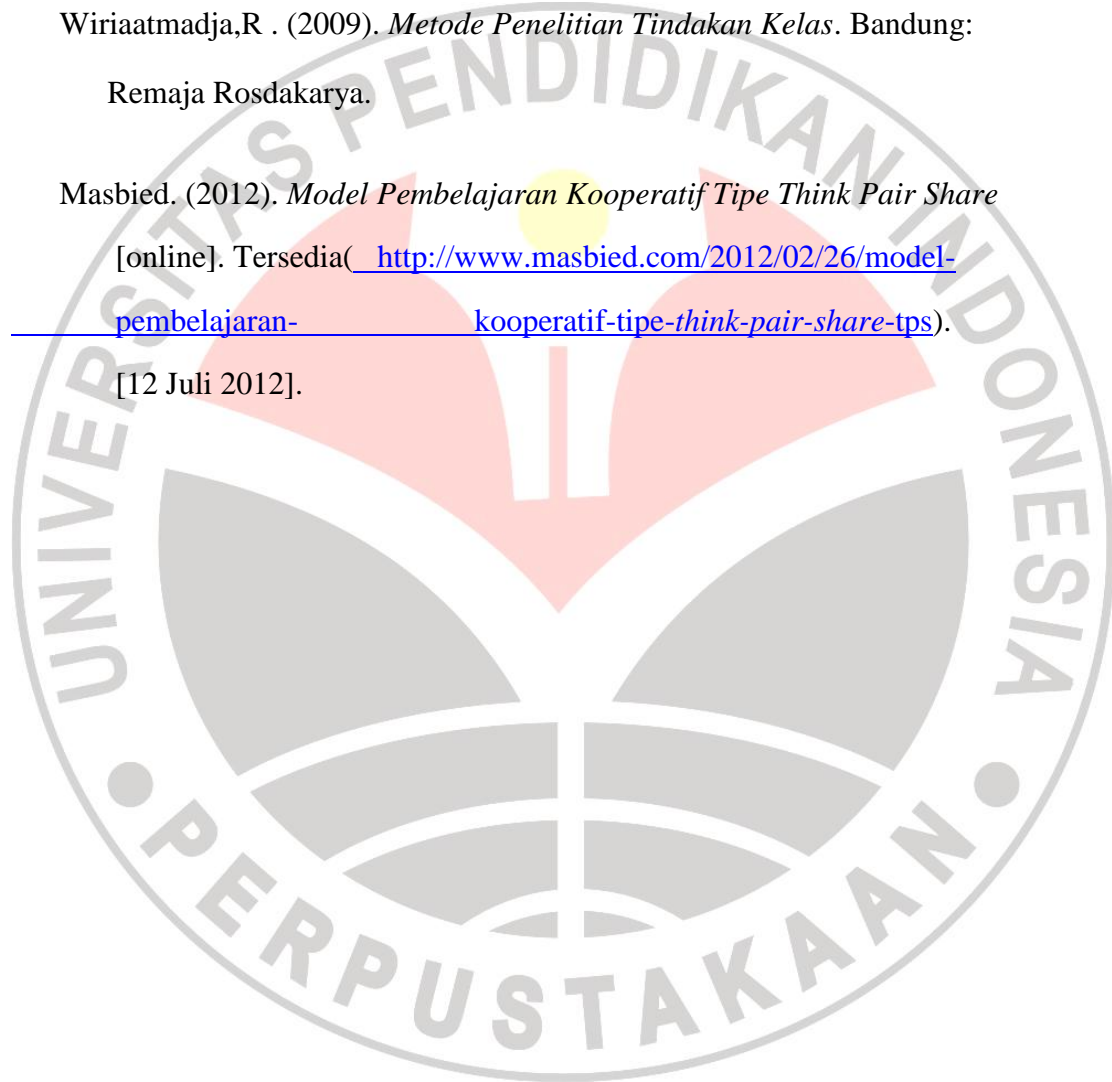 Wiriaatmadja,R . (2009). Metode Penelitian Tindakan Kelas. Bandung:
Remaja Rosdakarya.
Masbied. (2012). Model Pembelajaran Kooperatif Tipe Think Pair Share
[online]. Tersedia( http://www.masbied.com/2012/02/26/model-
pembelajaran- kooperatif-tipe-think-pair-share-tps).
[12 Juli 2012].
UNIVERSITAS PENDIDIKAN INDONESIA
PERPUSTAKAAN